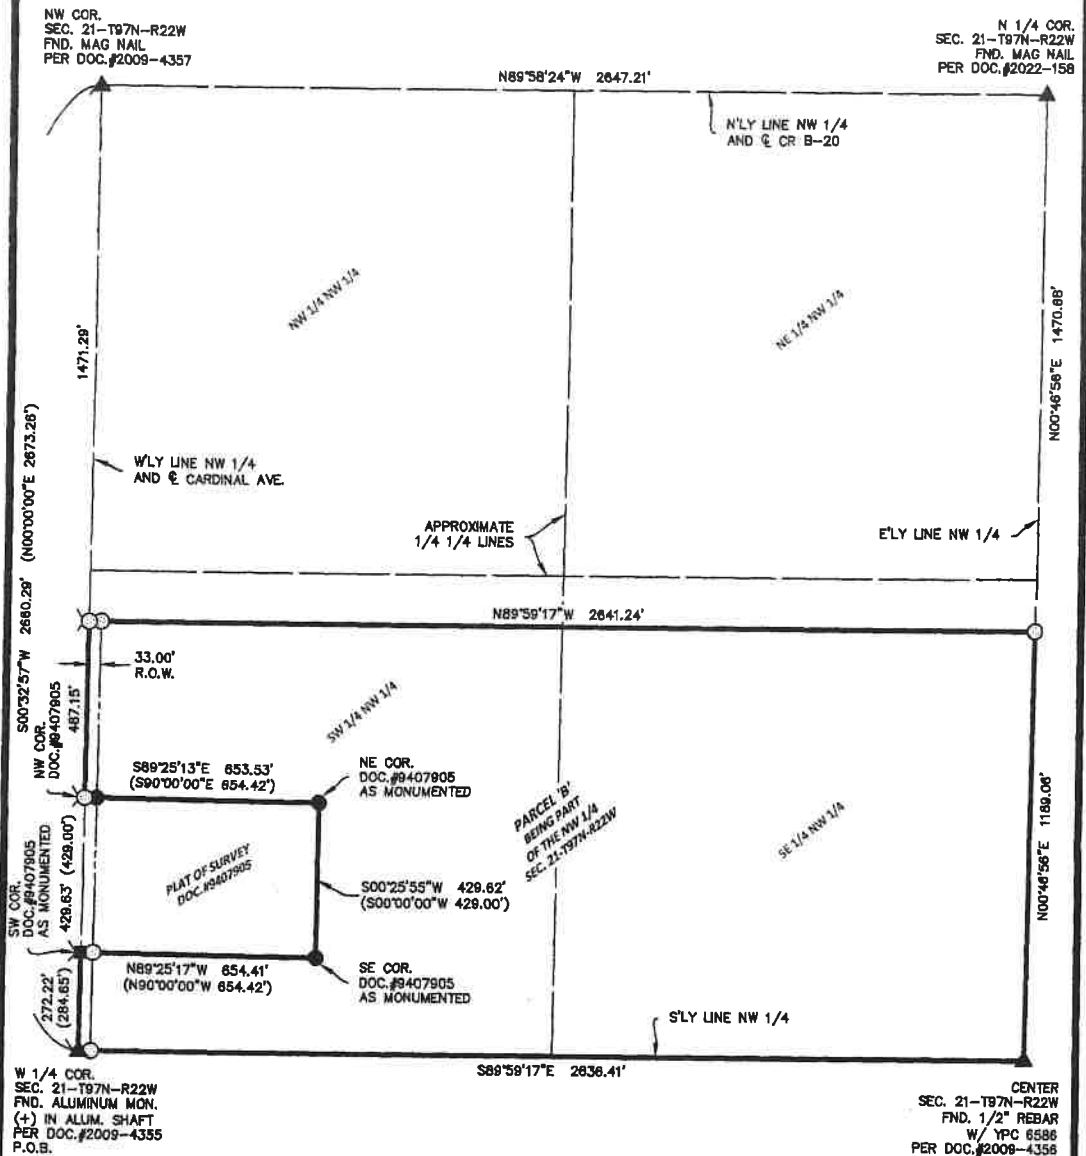 NW COR.
SEC. 21-T97N-R22W
FND. MAG NAIL
PER DOC.#2009-4357
N 1/4 COR.
SEC. 21-T97N-R22W
FND. MAG NAIL
PER DOC.#2022-158
N89°58'24"W 2647.21'
N'LY LINE NW 1/4
AND ℄ CR B-20
NW 1/4 NW 1/4
NE 1/4 NW 1/4
1471.29'
N00°46'56"E 1470.68'
S00°32'57"W 2660.29' (N00°00'00"E 2673.26')
W'LY LINE NW 1/4
AND ℄ CARDINAL AVE.
APPROXIMATE
1/4 1/4 LINES
E'LY LINE NW 1/4
N89°59'17"W 2641.24'
33.00'
R.O.W.
487.15'
NW COR.
DOC.#9407905
SW 1/4 NW 1/4
S89°25'13"E 653.53'
(S90°00'00"E 654.42')
NE COR.
DOC.#9407905
AS MONUMENTED
PARCEL 'B'
BEING PART
OF THE NW 1/4
SEC. 21-T97N-R22W
SE 1/4 NW 1/4
N00°46'56"E 1189.06'
PLAT OF SURVEY
DOC.#9407905
S00°25'55"W 429.62'
(S00°00'00"W 429.00')
SW COR.
DOC.#9407905
AS MONUMENTED
429.63' (429.00')
N89°25'17"W 654.41'
(N90°00'00"W 654.42')
SE COR.
DOC.#9407905
AS MONUMENTED
272.22'
(284.65')
S'LY LINE NW 1/4
S89°59'17"E 2636.41'
W 1/4 COR.
SEC. 21-T97N-R22W
FND. ALUMINUM MON.
(+) IN ALUM. SHAFT
PER DOC.#2009-4355
P.O.B.
CENTER
SEC. 21-T97N-R22W
FND. 1/2" REBAR
W/ YPC 6586
PER DOC.#2009-4356